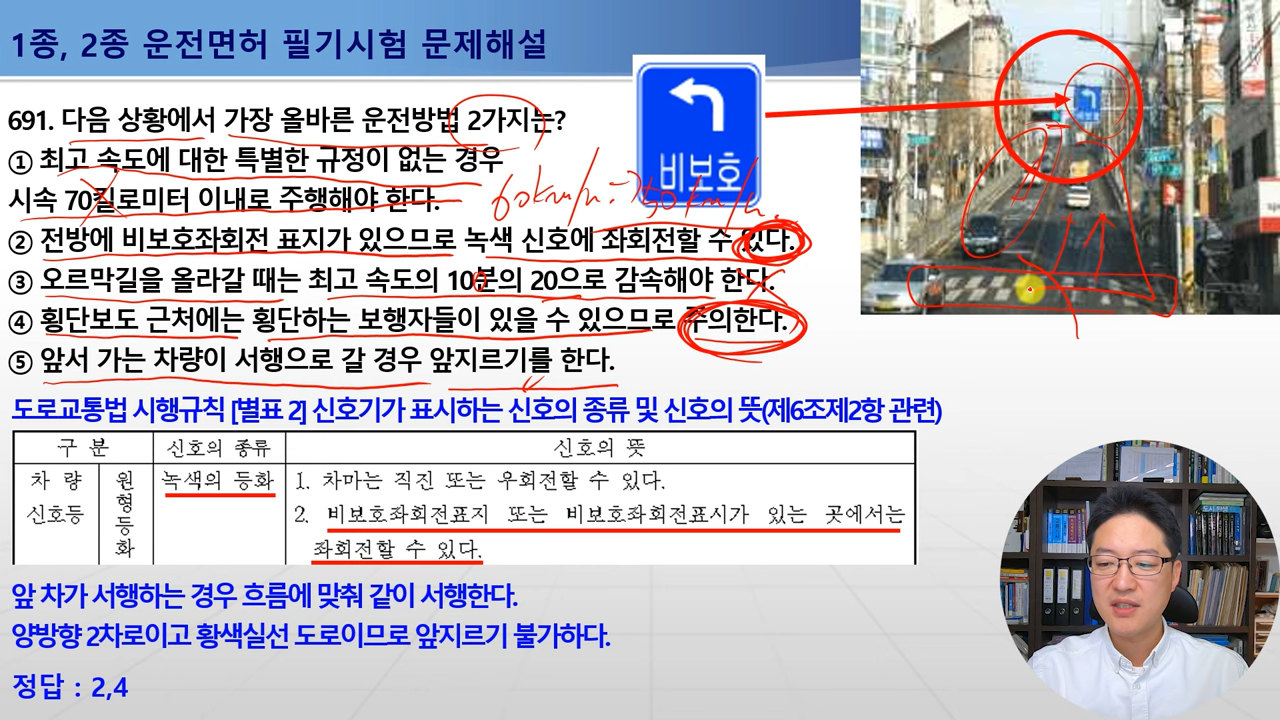 1종, 2종 운전면허 필기시험 문제해설
691. 다음 상황에서 가장 올바른 운전방법 2가지는?
① 최고 속도에 대한 특별한 규정이 없는 경우
시속 70킬로미터 이내로 주행해야 한다.
② 전방에 비보호좌회전 표지가 있으므로 녹색 신호에 좌회전할 수 있다.
③ 오르막길을 올라갈 때는 최고 속도의 100분의 20으로 감속해야 한다.
④ 횡단보도 근처에는 횡단하는 보행자들이 있을 수 있으므로 주의한다.
⑤ 앞서 가는 차량이 서행으로 갈 경우 앞지르기를 한다.
비보호
60km/h
50km/h
도로교통법 시행규칙 [별표 2] 신호기가 표시하는 신호의 종류 및 신호의 뜻(제6조제2항 관련)
구 분 신호의 종류 신호의 뜻
차 량
신호등
원
형
등
화
녹색의 등화
1. 차마는 직진 또는 우회전할 수 있다.
2. 비보호좌회전표지 또는 비보호좌회전표시가 있는 곳에서는
좌회전할 수 있다.
앞 차가 서행하는 경우 흐름에 맞춰 같이 서행한다.
양방향 2차로이고 황색실선 도로이므로 앞지르기 불가하다.
정답 : 2,4